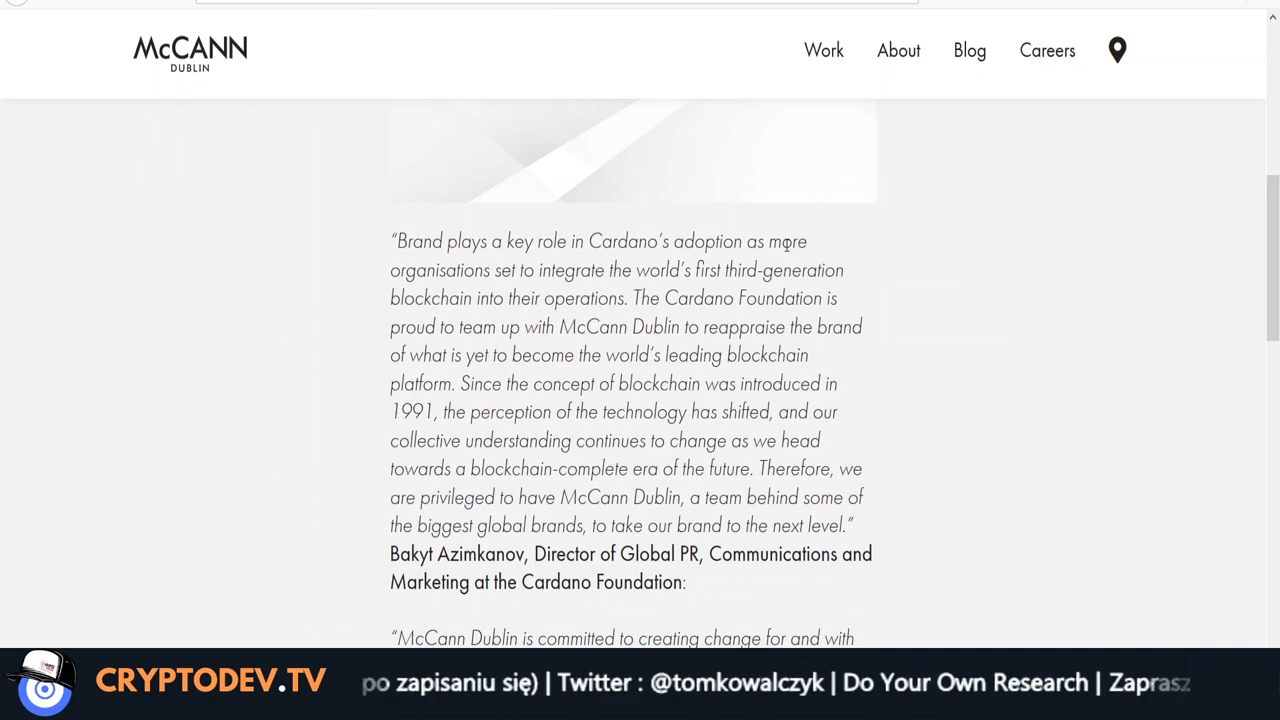 McCANN
DUBLIN
Work About Blog Careers
“Brand plays a key role in Cardano’s adoption as more
organisations set to integrate the world’s first third-generation
blockchain into their operations. The Cardano Foundation is
proud to team up with McCann Dublin to reappraise the brand
of what is yet to become the world’s leading blockchain
platform. Since the concept of blockchain was introduced in
1991, the perception of the technology has shifted, and our
collective understanding continues to change as we head
towards a blockchain-complete era of the future. Therefore, we
are privileged to have McCann Dublin, a team behind some of
the biggest global brands, to take our brand to the next level.”
Bakyt Azimkanov, Director of Global PR, Communications and
Marketing at the Cardano Foundation:
“McCann Dublin is committed to creating change for and with
CRYPTODEV.TV
po zapisaniu się) | Twitter : @tomkowalczyk | Do Your Own Research | Zaprasz